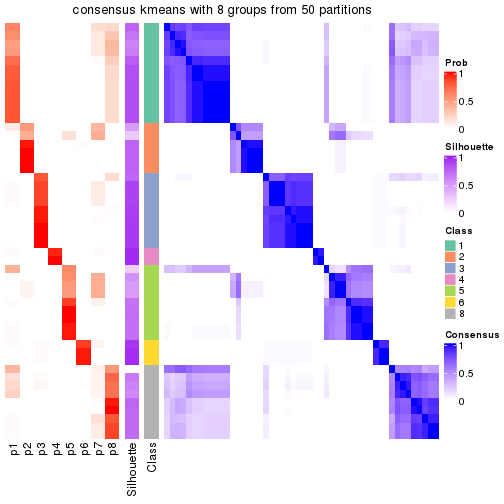 consensus kmeans with 8 groups from 50 partitions
Prob
1
0.5
0
Silhouette
1
0.5
0
Class
1
2
3
4
5
6
8
Consensus
1
0.5
0
p1
p2
p3
p4
p5
p6
p7
p8
Silhouette
Class